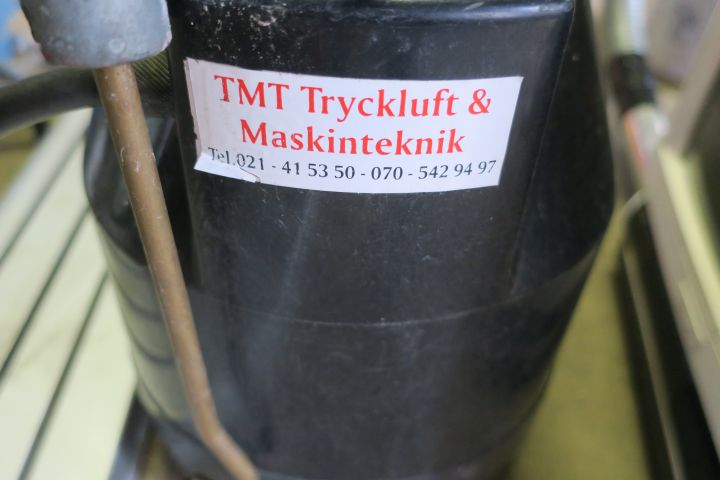 TMT Tryckluft &
Maskinteknik
Tel.021 - 41 53 50 - 070 - 542 94 97